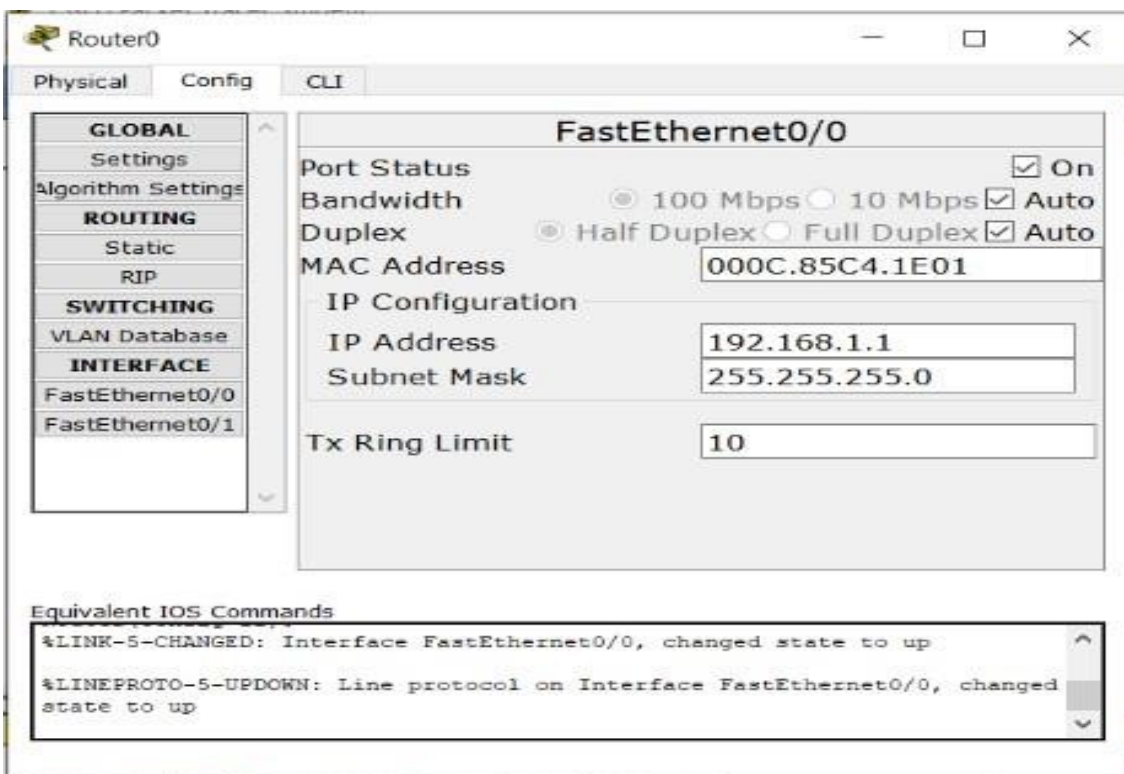 Router0
Physical Config CLI
GLOBAL
Settings
Algorithm Settings
ROUTING
Static
RIP
SWITCHING
VLAN Database
INTERFACE
FastEthernet0/0
FastEthernet0/1
FastEthernet0/0
Port Status On
Bandwidth 100 Mbps 10 Mbps Auto
Duplex Half Duplex Full Duplex Auto
MAC Address 000C.85C4.1E01
IP Configuration
IP Address 192.168.1.1
Subnet Mask 255.255.255.0
Tx Ring Limit 10
Equivalent IOS Commands
%LINK-5-CHANGED: Interface FastEthernet0/0, changed state to up
%LINEPROTO-5-UPDOWN: Line protocol on Interface FastEthernet0/0, changed
state to up